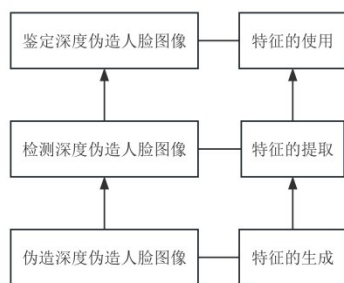 鉴定深度伪造人脸图像
特征的使用
检测深度伪造人脸图像
特征的提取
伪造深度伪造人脸图像
特征的生成